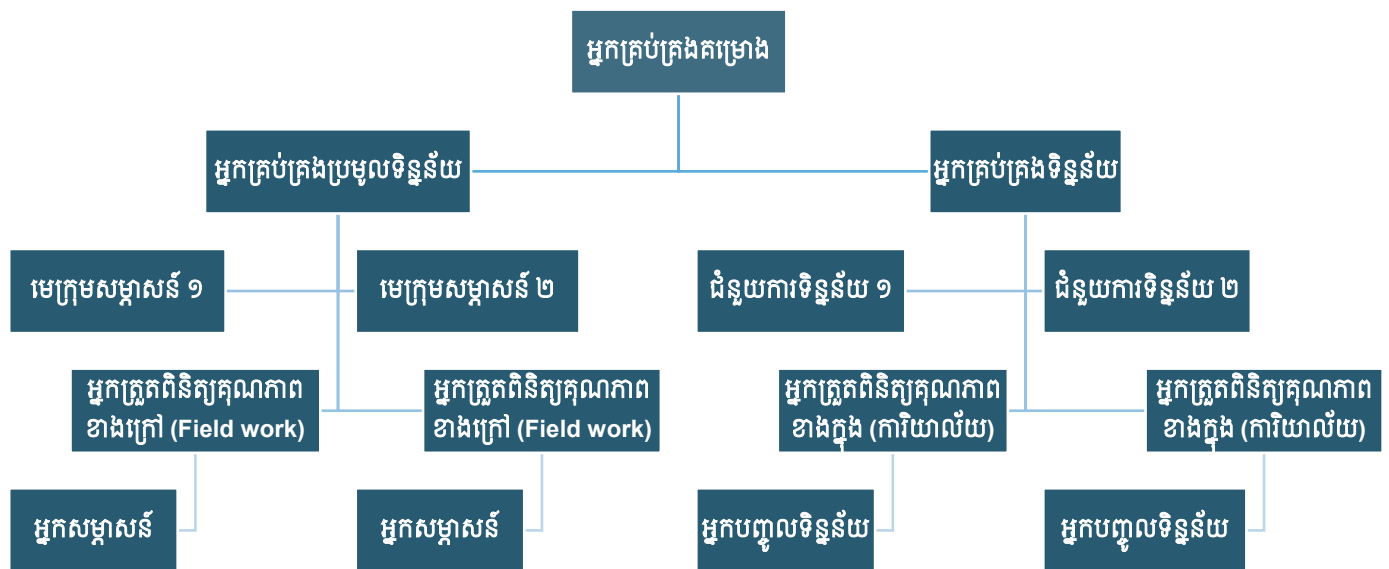 អ្នកគ្រប់គ្រងគម្រោង
អ្នកគ្រប់គ្រងប្រមូលទិន្នន័យ
អ្នកគ្រប់គ្រងទិន្នន័យ
មេក្រុមសម្ភាសន៍ ១
មេក្រុមសម្ភាសន៍ ២
ជំនួយការទិន្នន័យ ១
ជំនួយការទិន្នន័យ ២
អ្នកត្រួតពិនិត្យគុណភាព
ខាងក្រៅ (Field work)
អ្នកត្រួតពិនិត្យគុណភាព
ខាងក្រៅ (Field work)
អ្នកត្រួតពិនិត្យគុណភាព
ខាងក្នុង (ការិយាល័យ)
អ្នកត្រួតពិនិត្យគុណភាព
ខាងក្នុង (ការិយាល័យ)
អ្នកសម្ភាសន៍
អ្នកសម្ភាសន៍
អ្នកបញ្ចូលទិន្នន័យ
អ្នកបញ្ចូលទិន្នន័យ